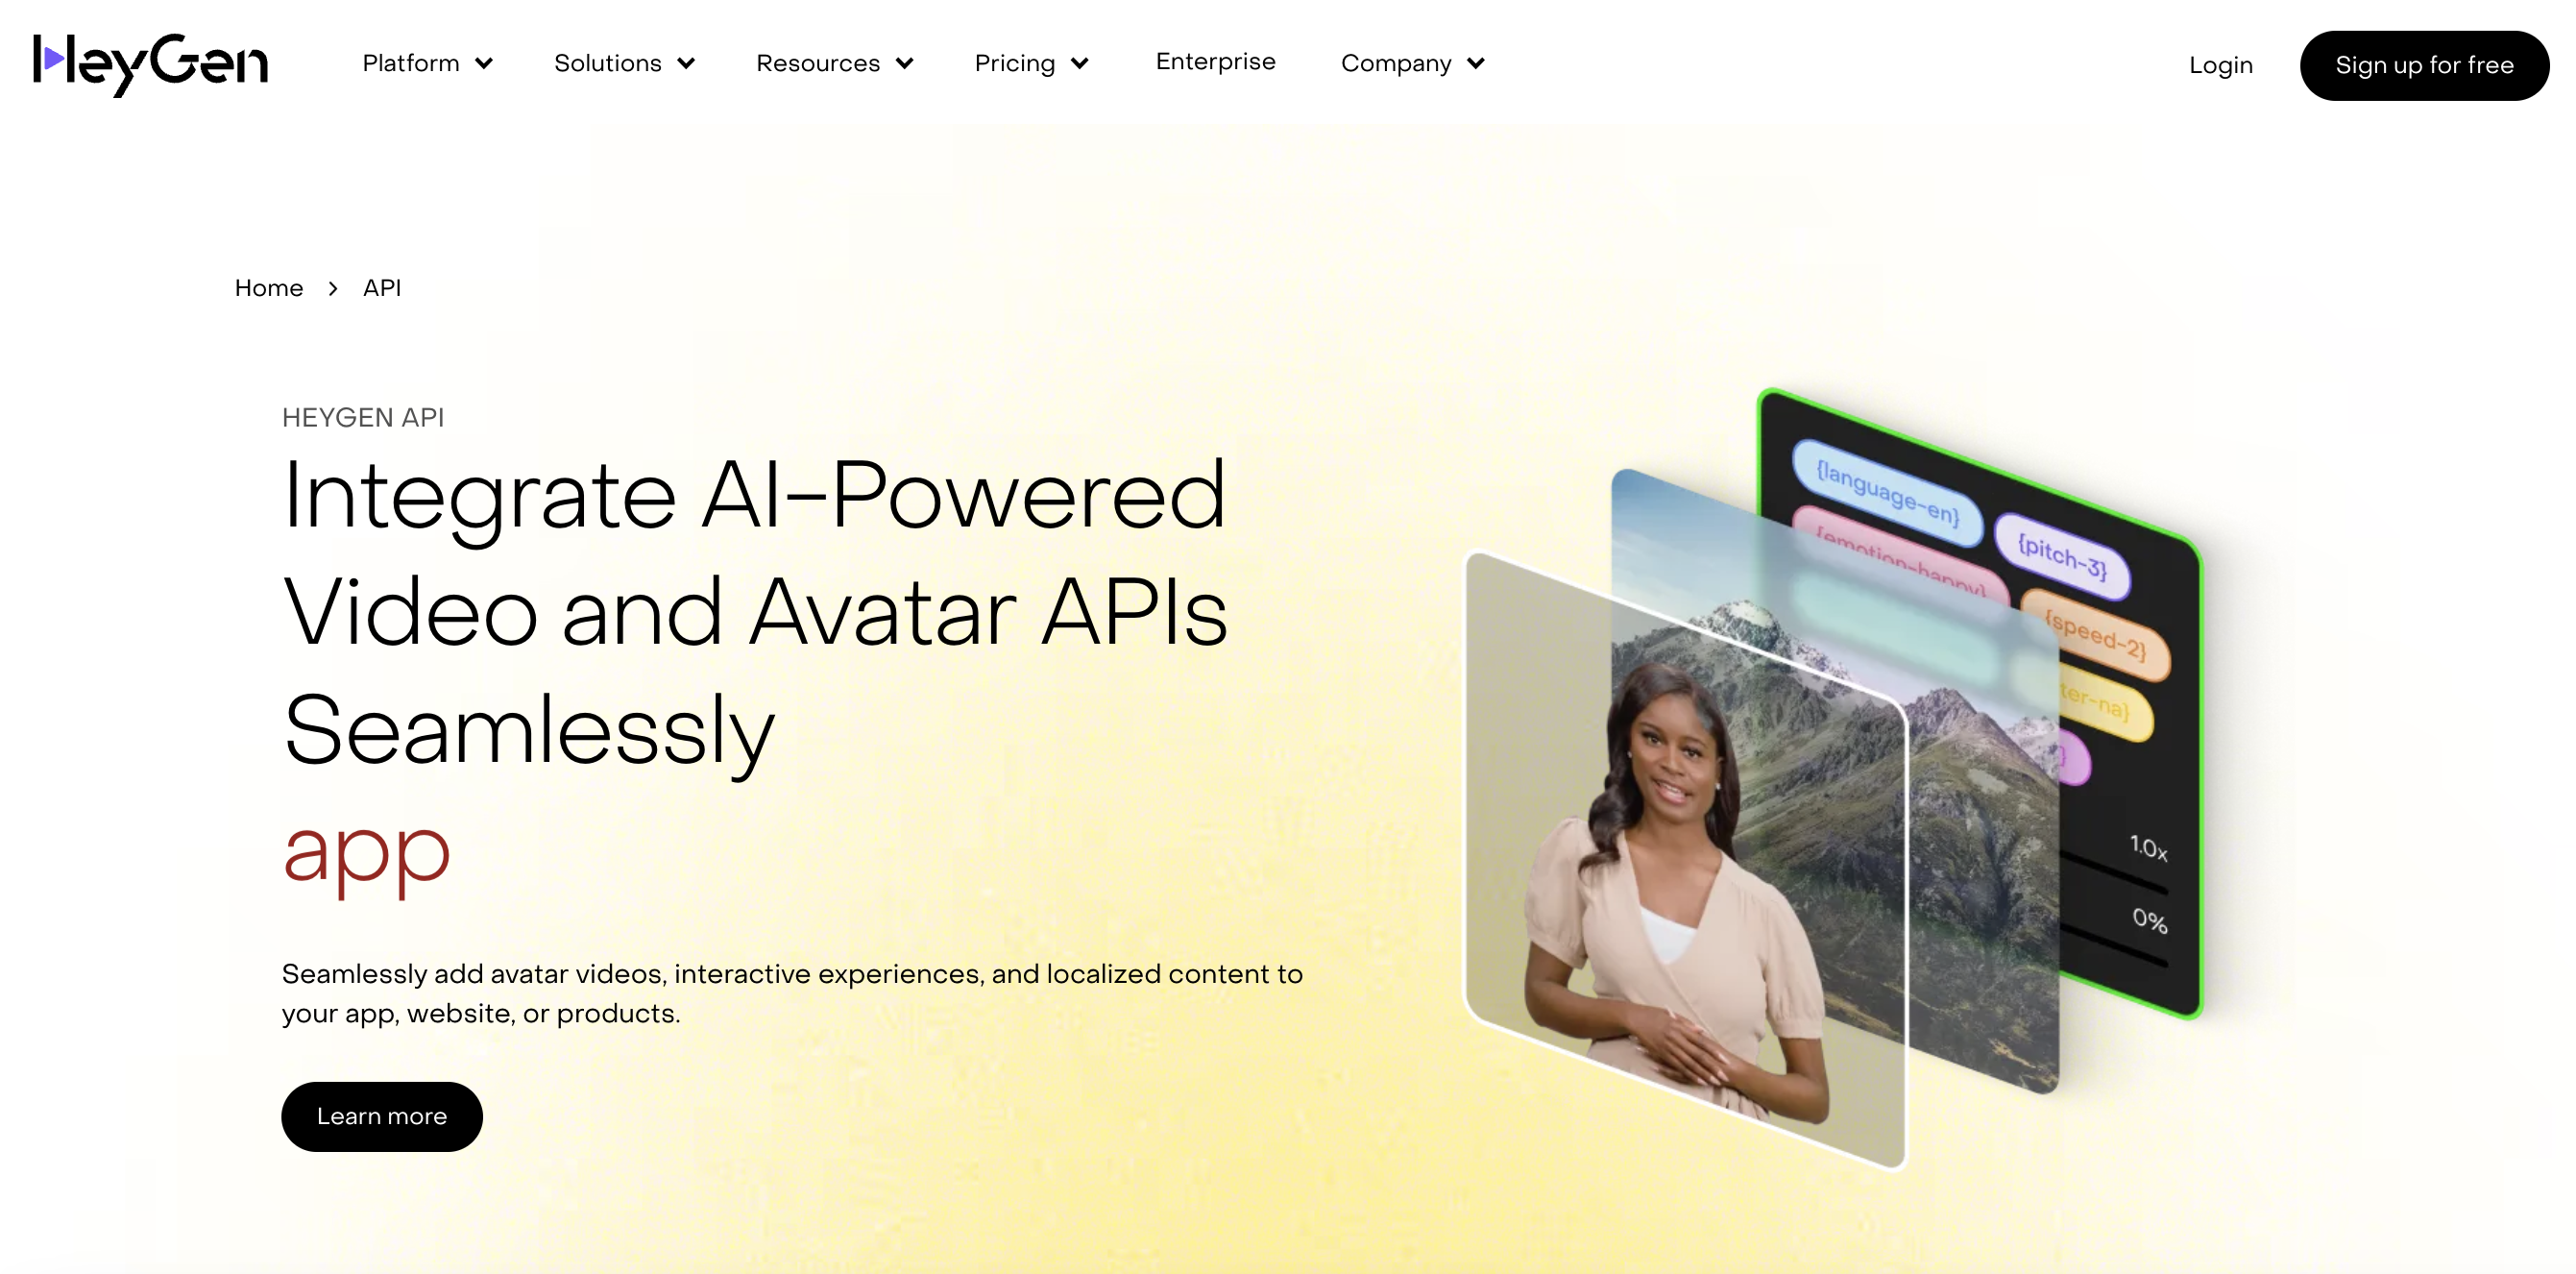 HeyGen
Platform
Solutions
Resources
Pricing
Enterprise
Company
Login
Sign up for free
Home > API
HEYGEN API
Integrate AI-Powered
Video and Avatar APIs
Seamlessly
app
Seamlessly add avatar videos, interactive experiences, and localized content to
your app, website, or products.
Learn more
{language-en}
{pitch-3}
{emotion-happy}
{speed-2}
ter-na}
}
1.0x
0%